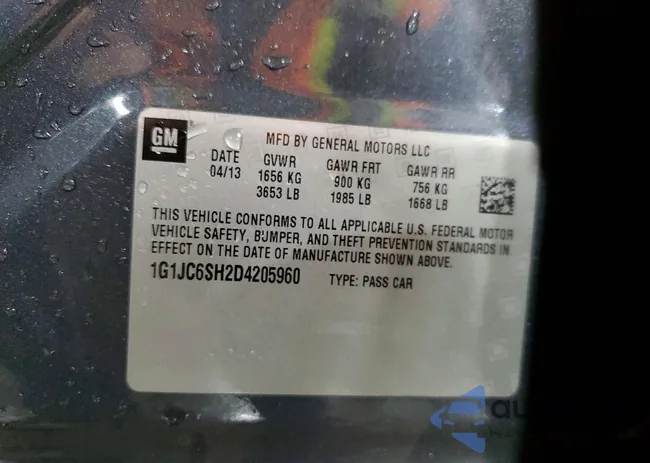 GM
MFD BY GENERAL MOTORS LLC
DATE GVWR GAWR FRT GAWR RR
04/13 1656 KG 900 KG 756 KG
3653 LB 1985 LB 1668 LB
THIS VEHICLE CONFORMS TO ALL APPLICABLE U.S. FEDERAL MOTOR
VEHICLE SAFETY, BUMPER, AND THEFT PREVENTION STANDARDS IN
EFFECT ON THE DATE OF MANUFACTURE SHOWN ABOVE.
1G1JC6SH2D4205960 TYPE: PASS CAR